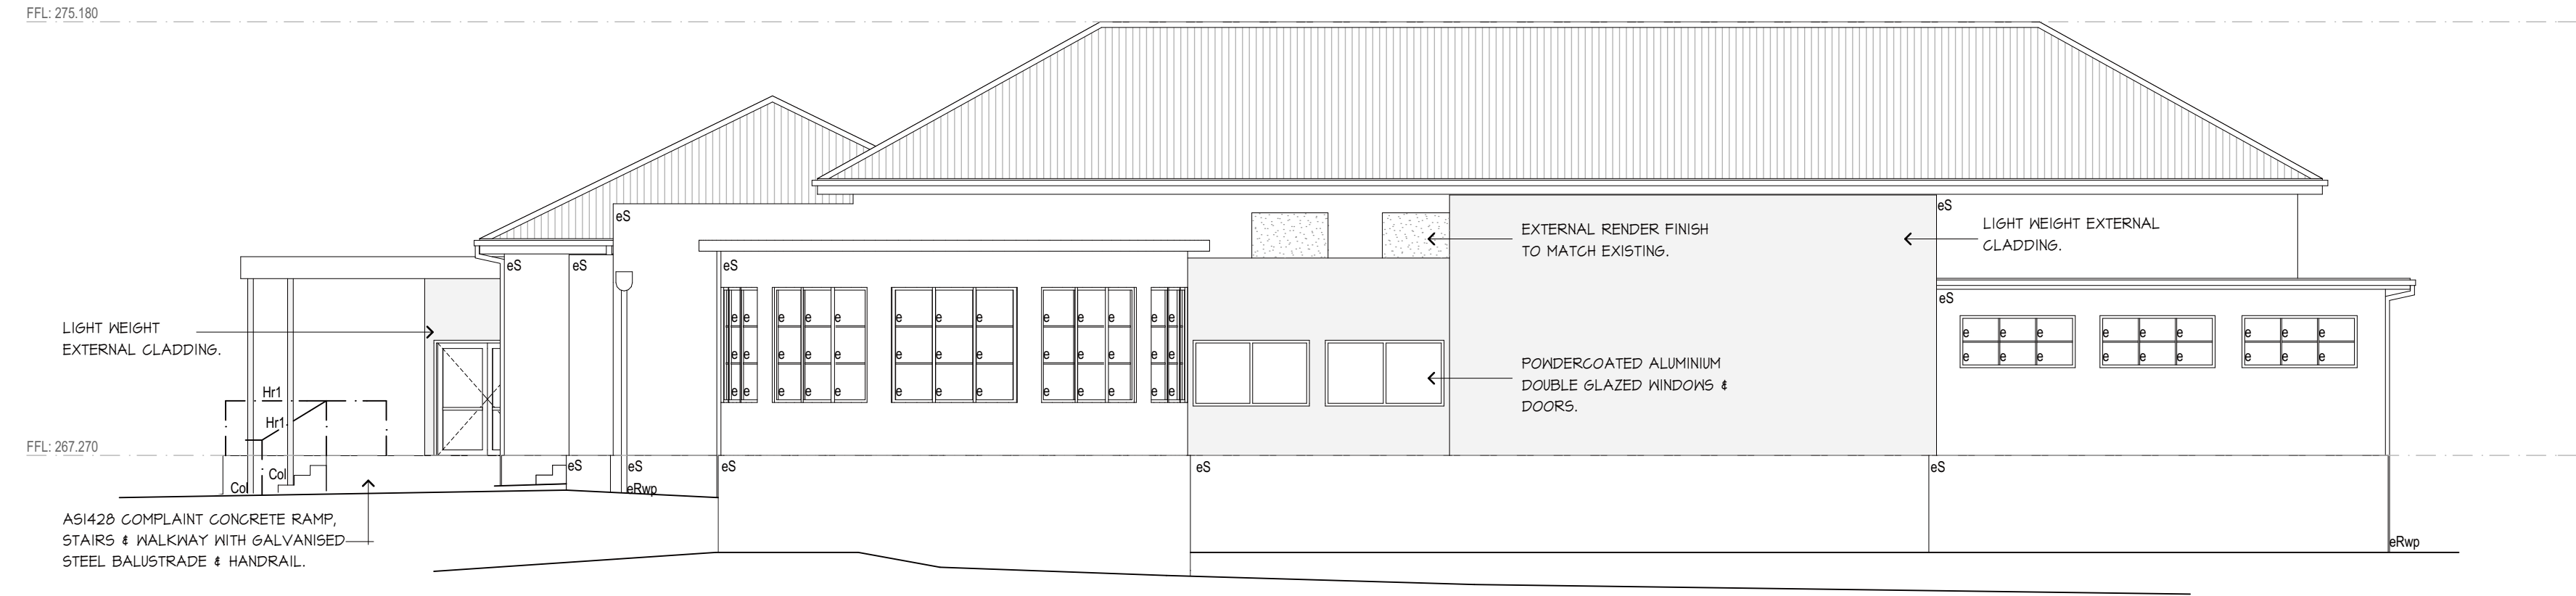 FFL: 275.180
eS
EXTERNAL RENDER FINISH
TO MATCH EXISTING.
eS
LIGHT WEIGHT EXTERNAL
CLADDING.
eS eS
eS
eS
LIGHT WEIGHT
EXTERNAL CLADDING.
e e e e e e e e e e e e e
e e e e e e e e e e e e e
e e e e e e e e e e e e e
POWDERCOATED ALUMINIUM
DOUBLE GLAZED WINDOWS &
DOORS.
e e e e e e e e e
e e e e e e e e e
Hr1
Hr1
FFL: 267.270
Col
Col
eS
eS
eS
eS
eS
eRwp
eRwp
AS1428 COMPLAINT CONCRETE RAMP,
STAIRS & WALKWAY WITH GALVANISED
STEEL BALUSTRADE & HANDRAIL.